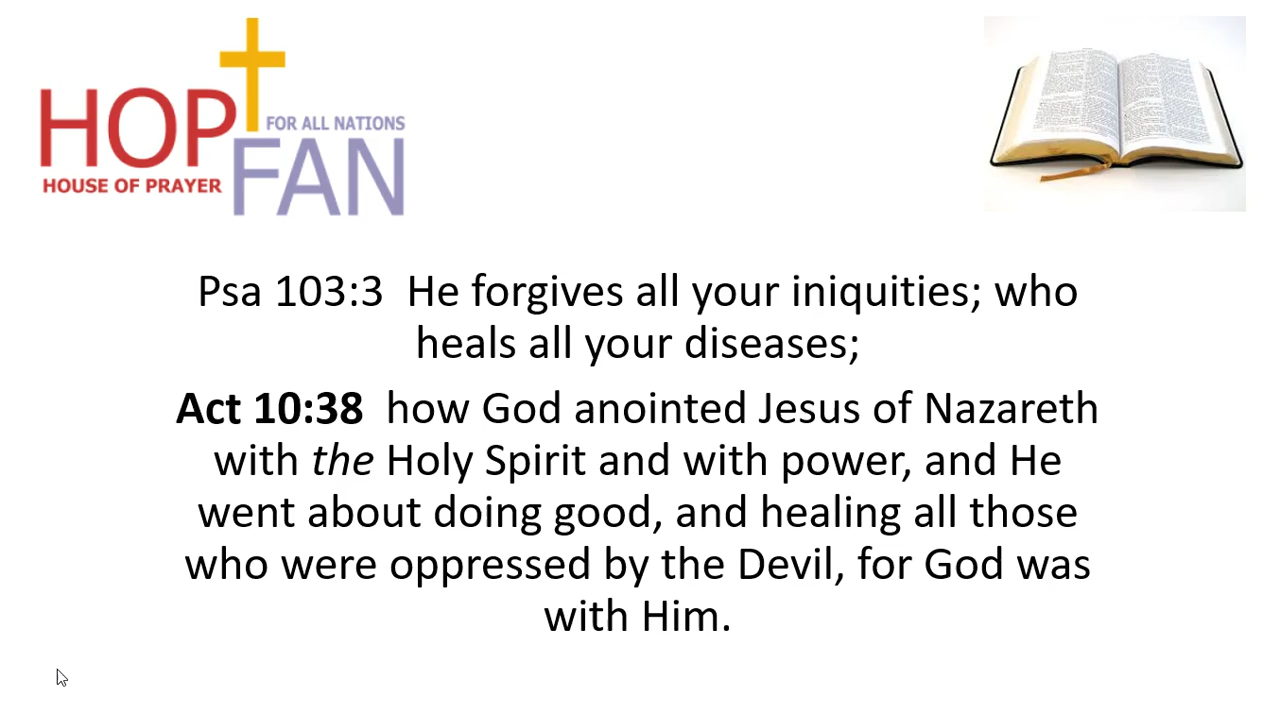 HOP
FOR ALL NATIONS
HOUSE OF PRAYER
FAN
Psa 103:3  He forgives all your iniquities; who
heals all your diseases;
Act 10:38  how God anointed Jesus of Nazareth
with the Holy Spirit and with power, and He
went about doing good, and healing all those
who were oppressed by the Devil, for God was
with Him.